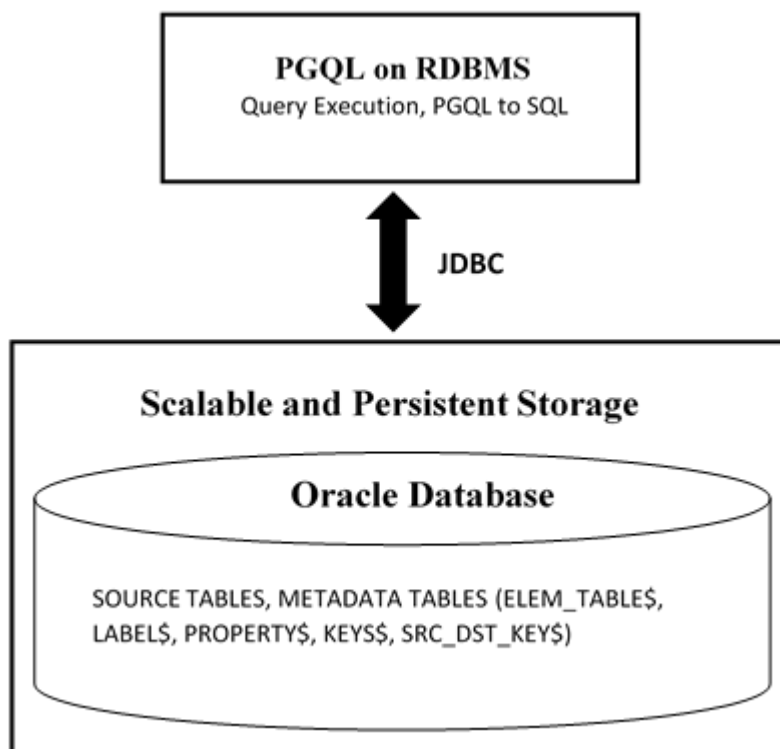 PGQL on RDBMS
Query Execution, PGQL to SQL
JDBC
Scalable and Persistent Storage
Oracle Database
SOURCE TABLES, METADATA TABLES (ELEM_TABLE$,
LABEL$, PROPERTY$, KEYS$, SRC_DST_KEY$)